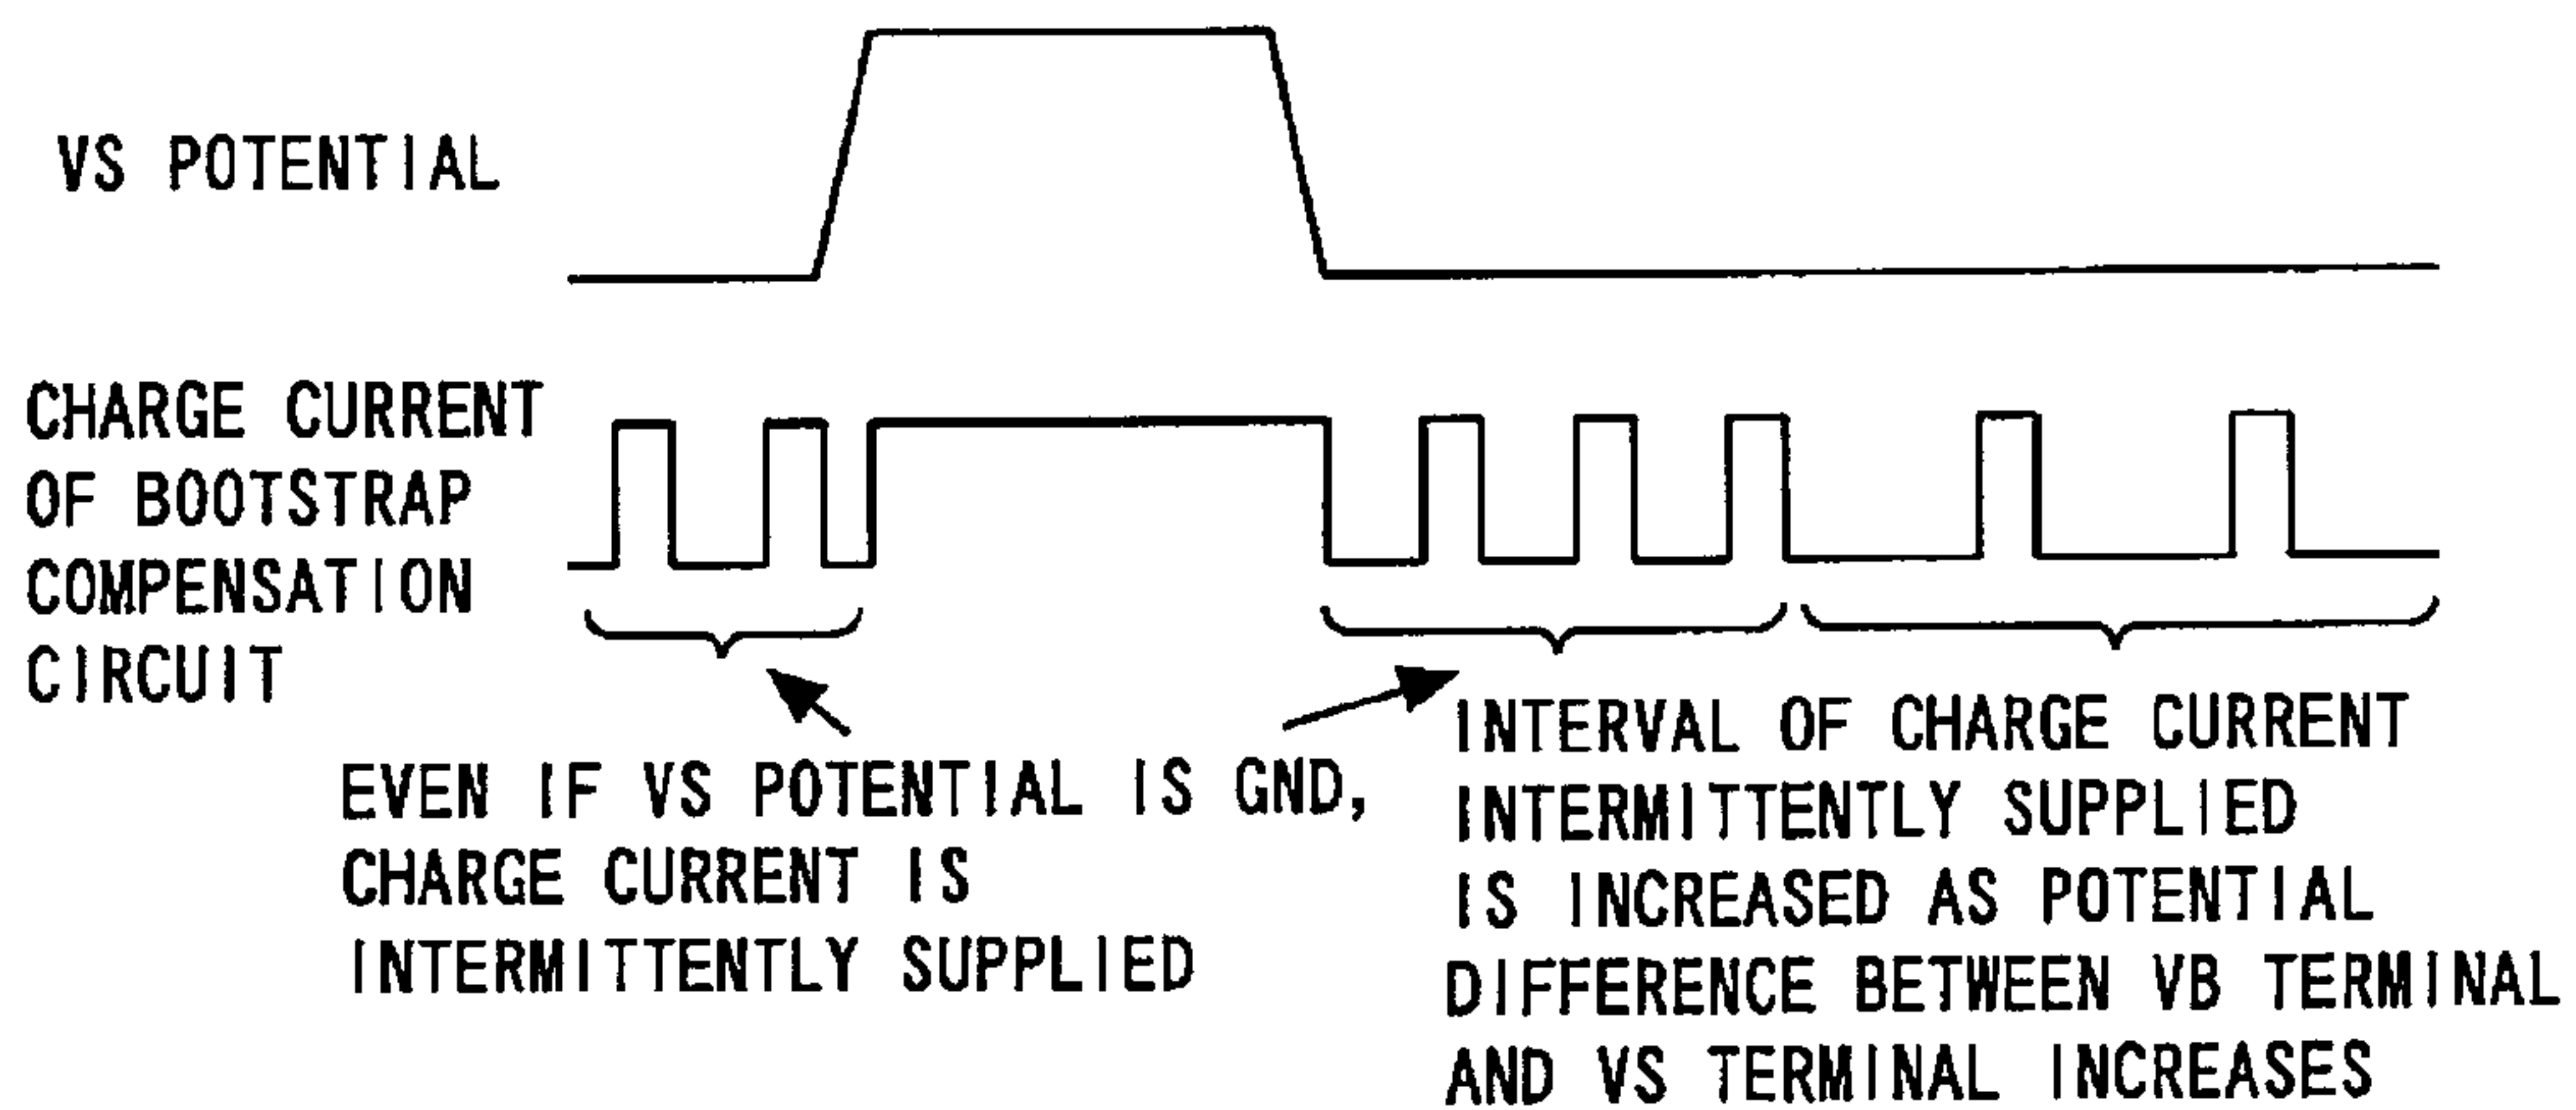 VS POTENTIAL
CHARGE CURRENT
OF BOOTSTRAP
COMPENSATION
CIRCUIT
EVEN IF VS POTENTIAL IS GND,
CHARGE CURRENT IS
INTERMITTENTLY SUPPLIED
INTERVAL OF CHARGE CURRENT
INTERMITTENTLY SUPPLIED
IS INCREASED AS POTENTIAL
DIFFERENCE BETWEEN VB TERMINAL
AND VS TERMINAL INCREASES